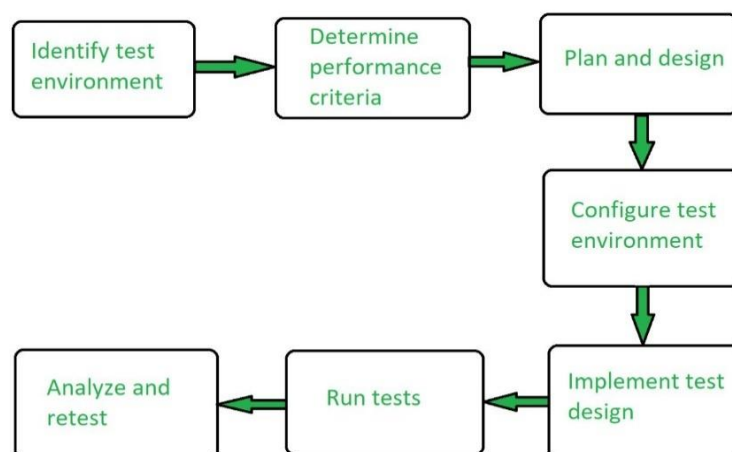 Identify test
environment
Determine
performance
criteria
Plan and design
Configure test
environment
Implement test
design
Run tests
Analyze and
retest